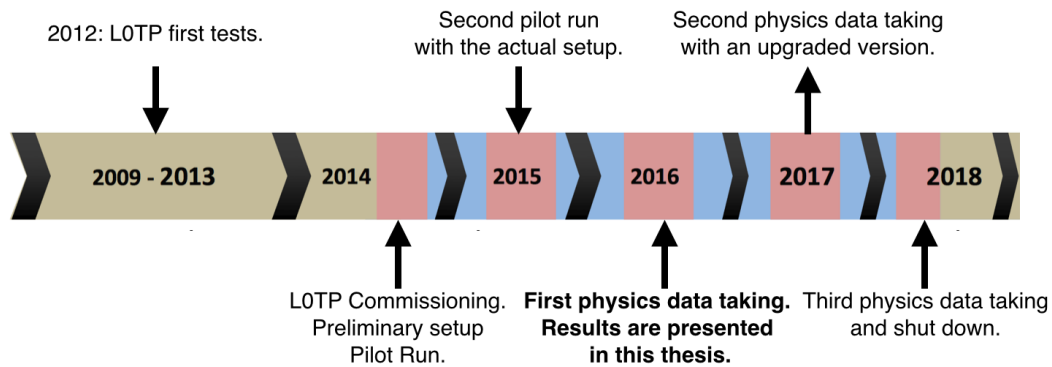 2012: L0TP first tests.
Second pilot run
with the actual setup.
Second physics data taking
with an upgraded version.
2009 - 2013
2014
2015
2016
2017
2018
L0TP Commissioning.
Preliminary setup
Pilot Run.
First physics data taking.
Results are presented
in this thesis.
Third physics data taking
and shut down.